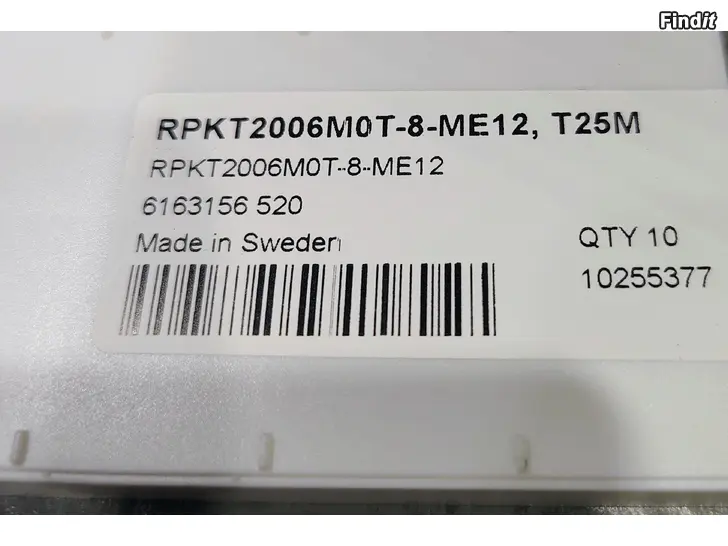 Findit
RPKT2006M0T-8-ME12, T25M
RPKT2006M0T-8-ME12
6163156 520
Made in Sweden
QTY 10
10255377